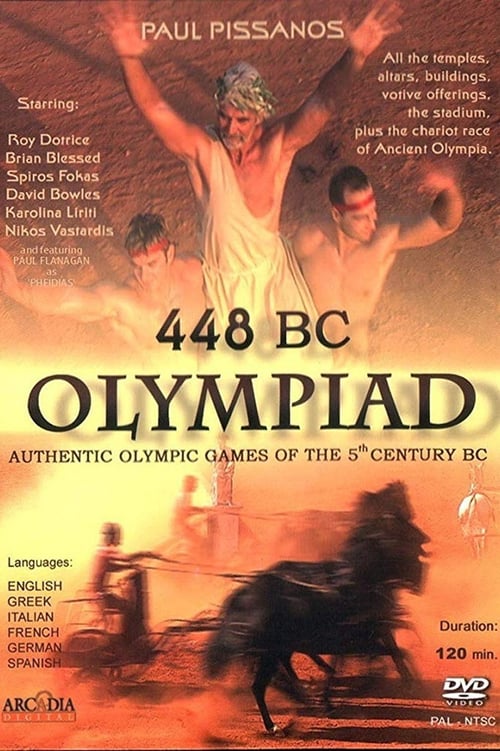 PAUL PISSANOS
All the temples,
altars, buildings,
votive offerings,
the stadium,
plus the chariot race
of Ancient Olympia.
Starring:
Roy Dotrice
Brian Blessed
Spiros Fokas
David Bowles
Karolina Liriti
Nikos Vastardis
and featuring
PAUL FLANAGAN
as
'PHEIDIAS'
448 BC
OLYMPIAD
AUTHENTIC OLYMPIC GAMES OF THE 5th CENTURY BC
Languages:
ENGLISH
GREEK
ITALIAN
FRENCH
GERMAN
SPANISH
Duration:
120 min.
ARCADIA
DIGITAL
DVD
VIDEO
PAL - NTSC